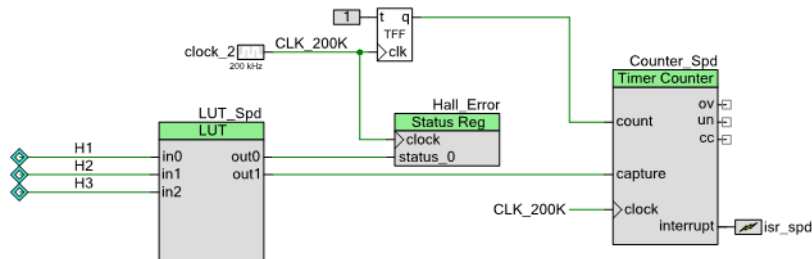 1
t q
TFF
clk
clock_2
200 kHz
CLK_200K
Counter_Spd
Timer Counter
ov
un
cc
count
capture
clock
interrupt
CLK_200K
isr_spd
Hall_Error
Status Reg
clock
status_0
LUT_Spd
LUT
in0 out0
in1 out1
in2
H1
H2
H3